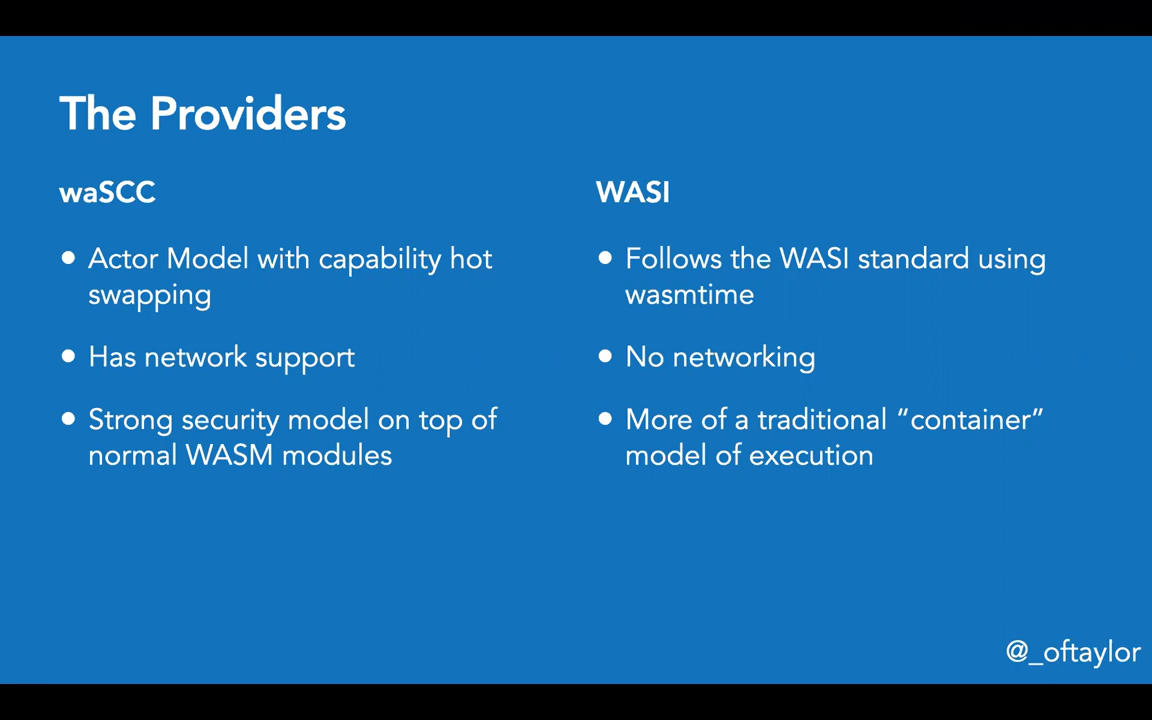 The Providers
waSCC
● Actor Model with capability hot
swapping
● Has network support
● Strong security model on top of
normal WASM modules
WASI
● Follows the WASI standard using
wasmtime
● No networking
● More of a traditional “container”
model of execution
@_oftaylor